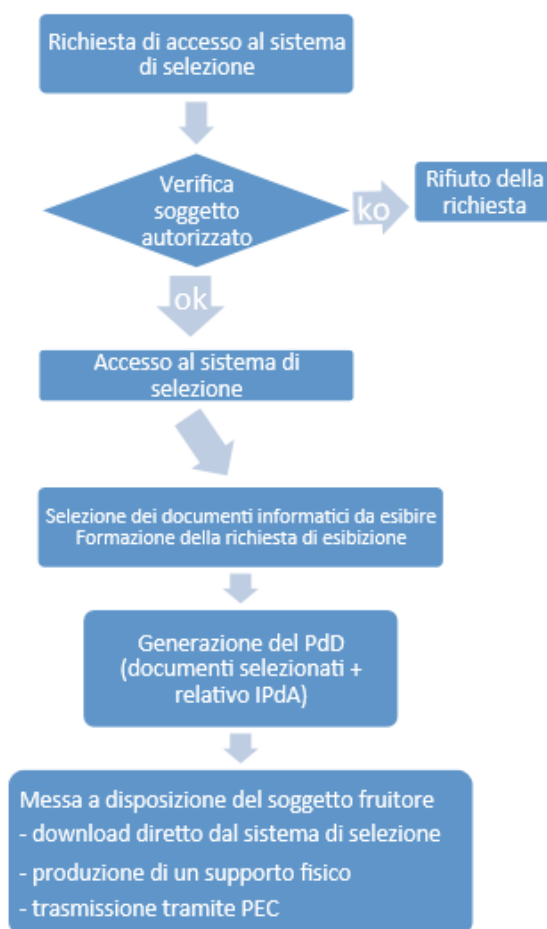 Richiesta di accesso al sistema
di selezione
Verifica
soggetto
autorizzato
ko
Rifiuto della
richiesta
ok
Accesso al sistema di
selezione
Selezione dei documenti informatici da esibire
Formazione della richiesta di esibizione
Generazione del PdD
(documenti selezionati +
relativo IPdA)
Messa a disposizione del soggetto fruitore
- download diretto dal sistema di selezione
- produzione di un supporto fisico
- trasmissione tramite PEC